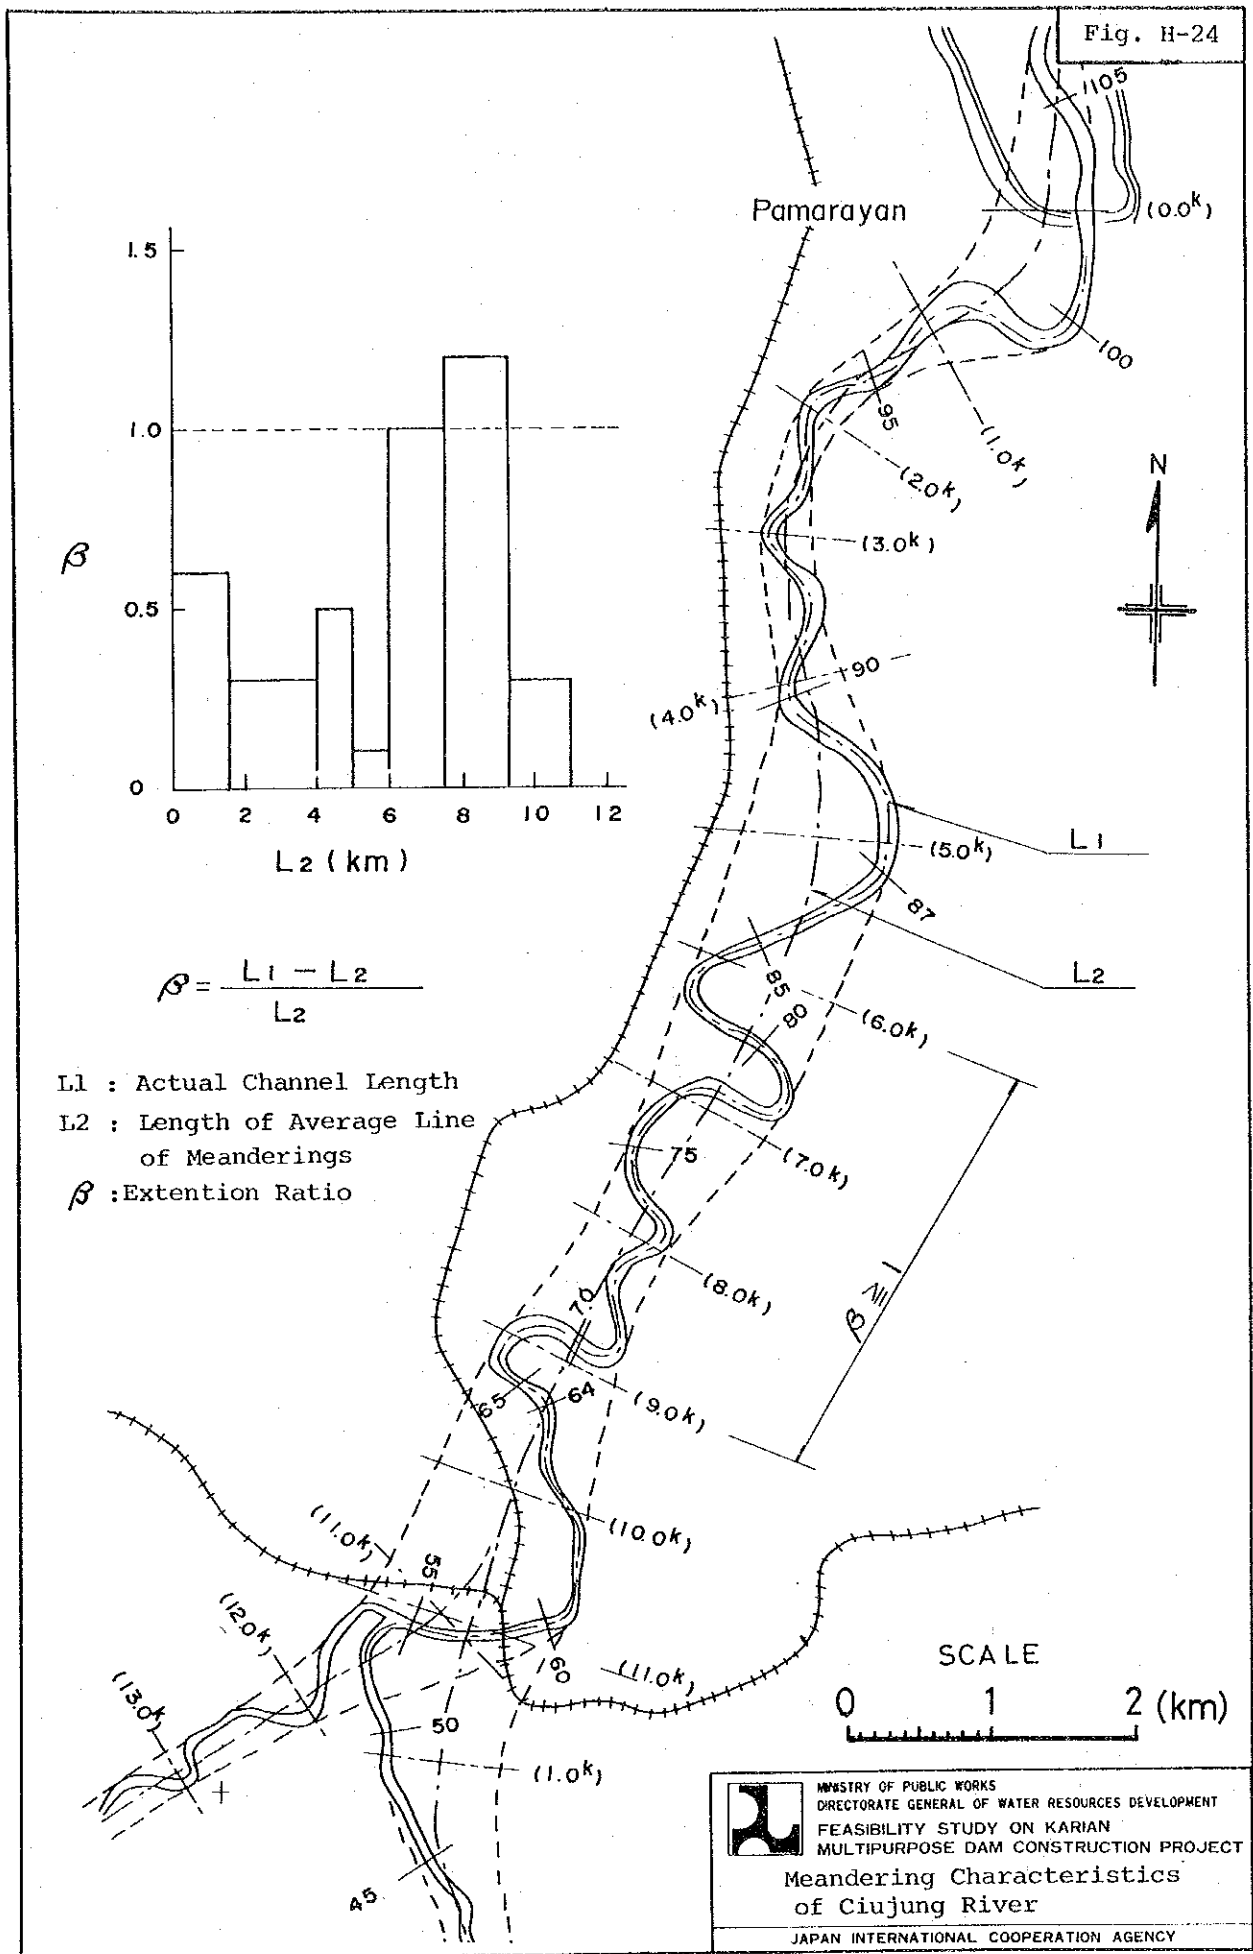 Fig. H-24
105
Pamarayan
(0.0k)
100
95
(1.0k)
(2.0k)
N
(3.0k)
90
(4.0k)
1.5
1.0
β
0.5
0
0 2 4 6 8 10 12
L2 (km)
(5.0k)
L1
87
L2
85
80
(6.0k)
β = L1 - L2
L2
L1 : Actual Channel Length
L2 : Length of Average Line
of Meanderings
β :Extention Ratio
75
(7.0k)
(8.0k)
β ≧ 1
70
65
64
(9.0k)
(10.0k)
(11.0k)
55
(12.0k)
(13.0k)
60
(11.0k)
50
(1.0k)
45
SCALE
0 1 2 (km)
MINISTRY OF PUBLIC WORKS
DIRECTORATE GENERAL OF WATER RESOURCES DEVELOPMENT
FEASIBILITY STUDY ON KARIAN
MULTIPURPOSE DAM CONSTRUCTION PROJECT
Meandering Characteristics
of Ciujung River
JAPAN INTERNATIONAL COOPERATION AGENCY